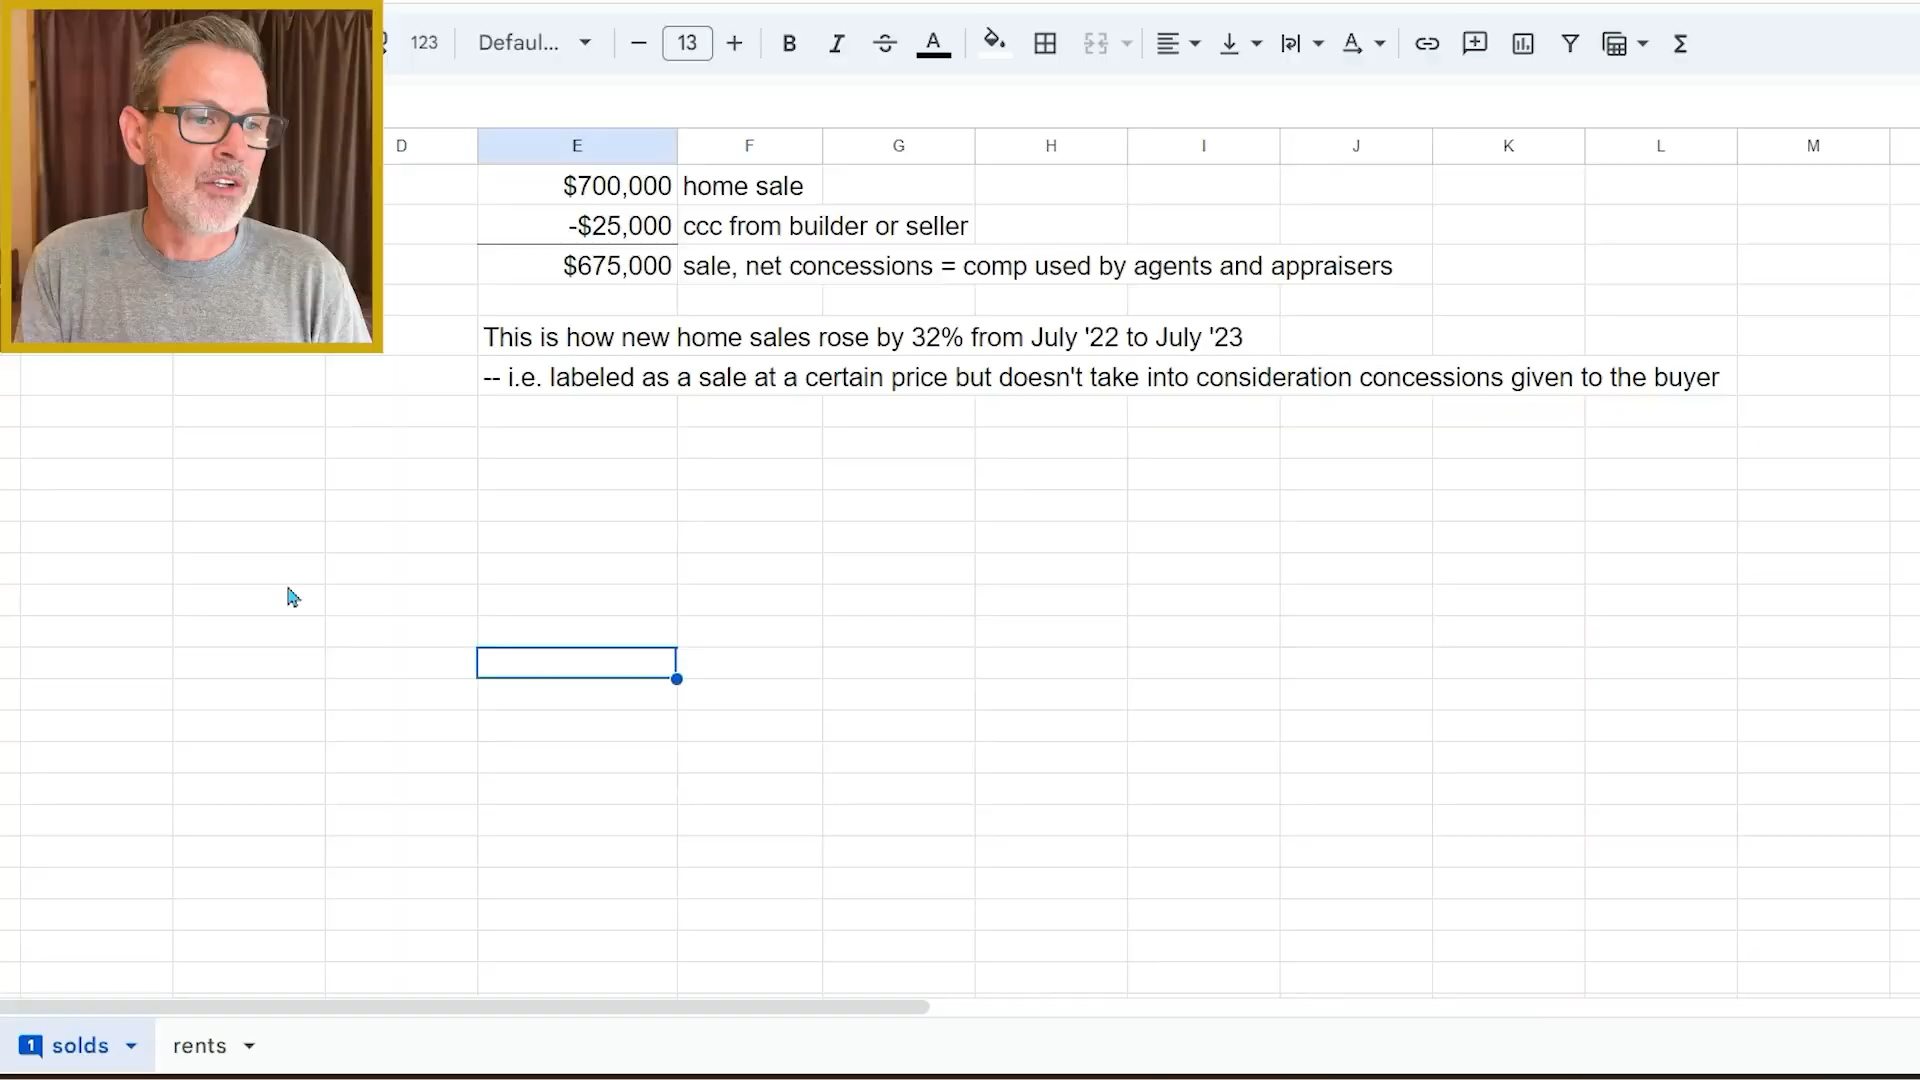 123 Defaul... 13 B I S A
D E F G H I J K L M
$700,000 home sale
-$25,000 ccc from builder or seller
$675,000 sale, net concessions = comp used by agents and appraisers
This is how new home sales rose by 32% from July '22 to July '23
-- i.e. labeled as a sale at a certain price but doesn't take into consideration concessions given to the buyer
1 solds rents